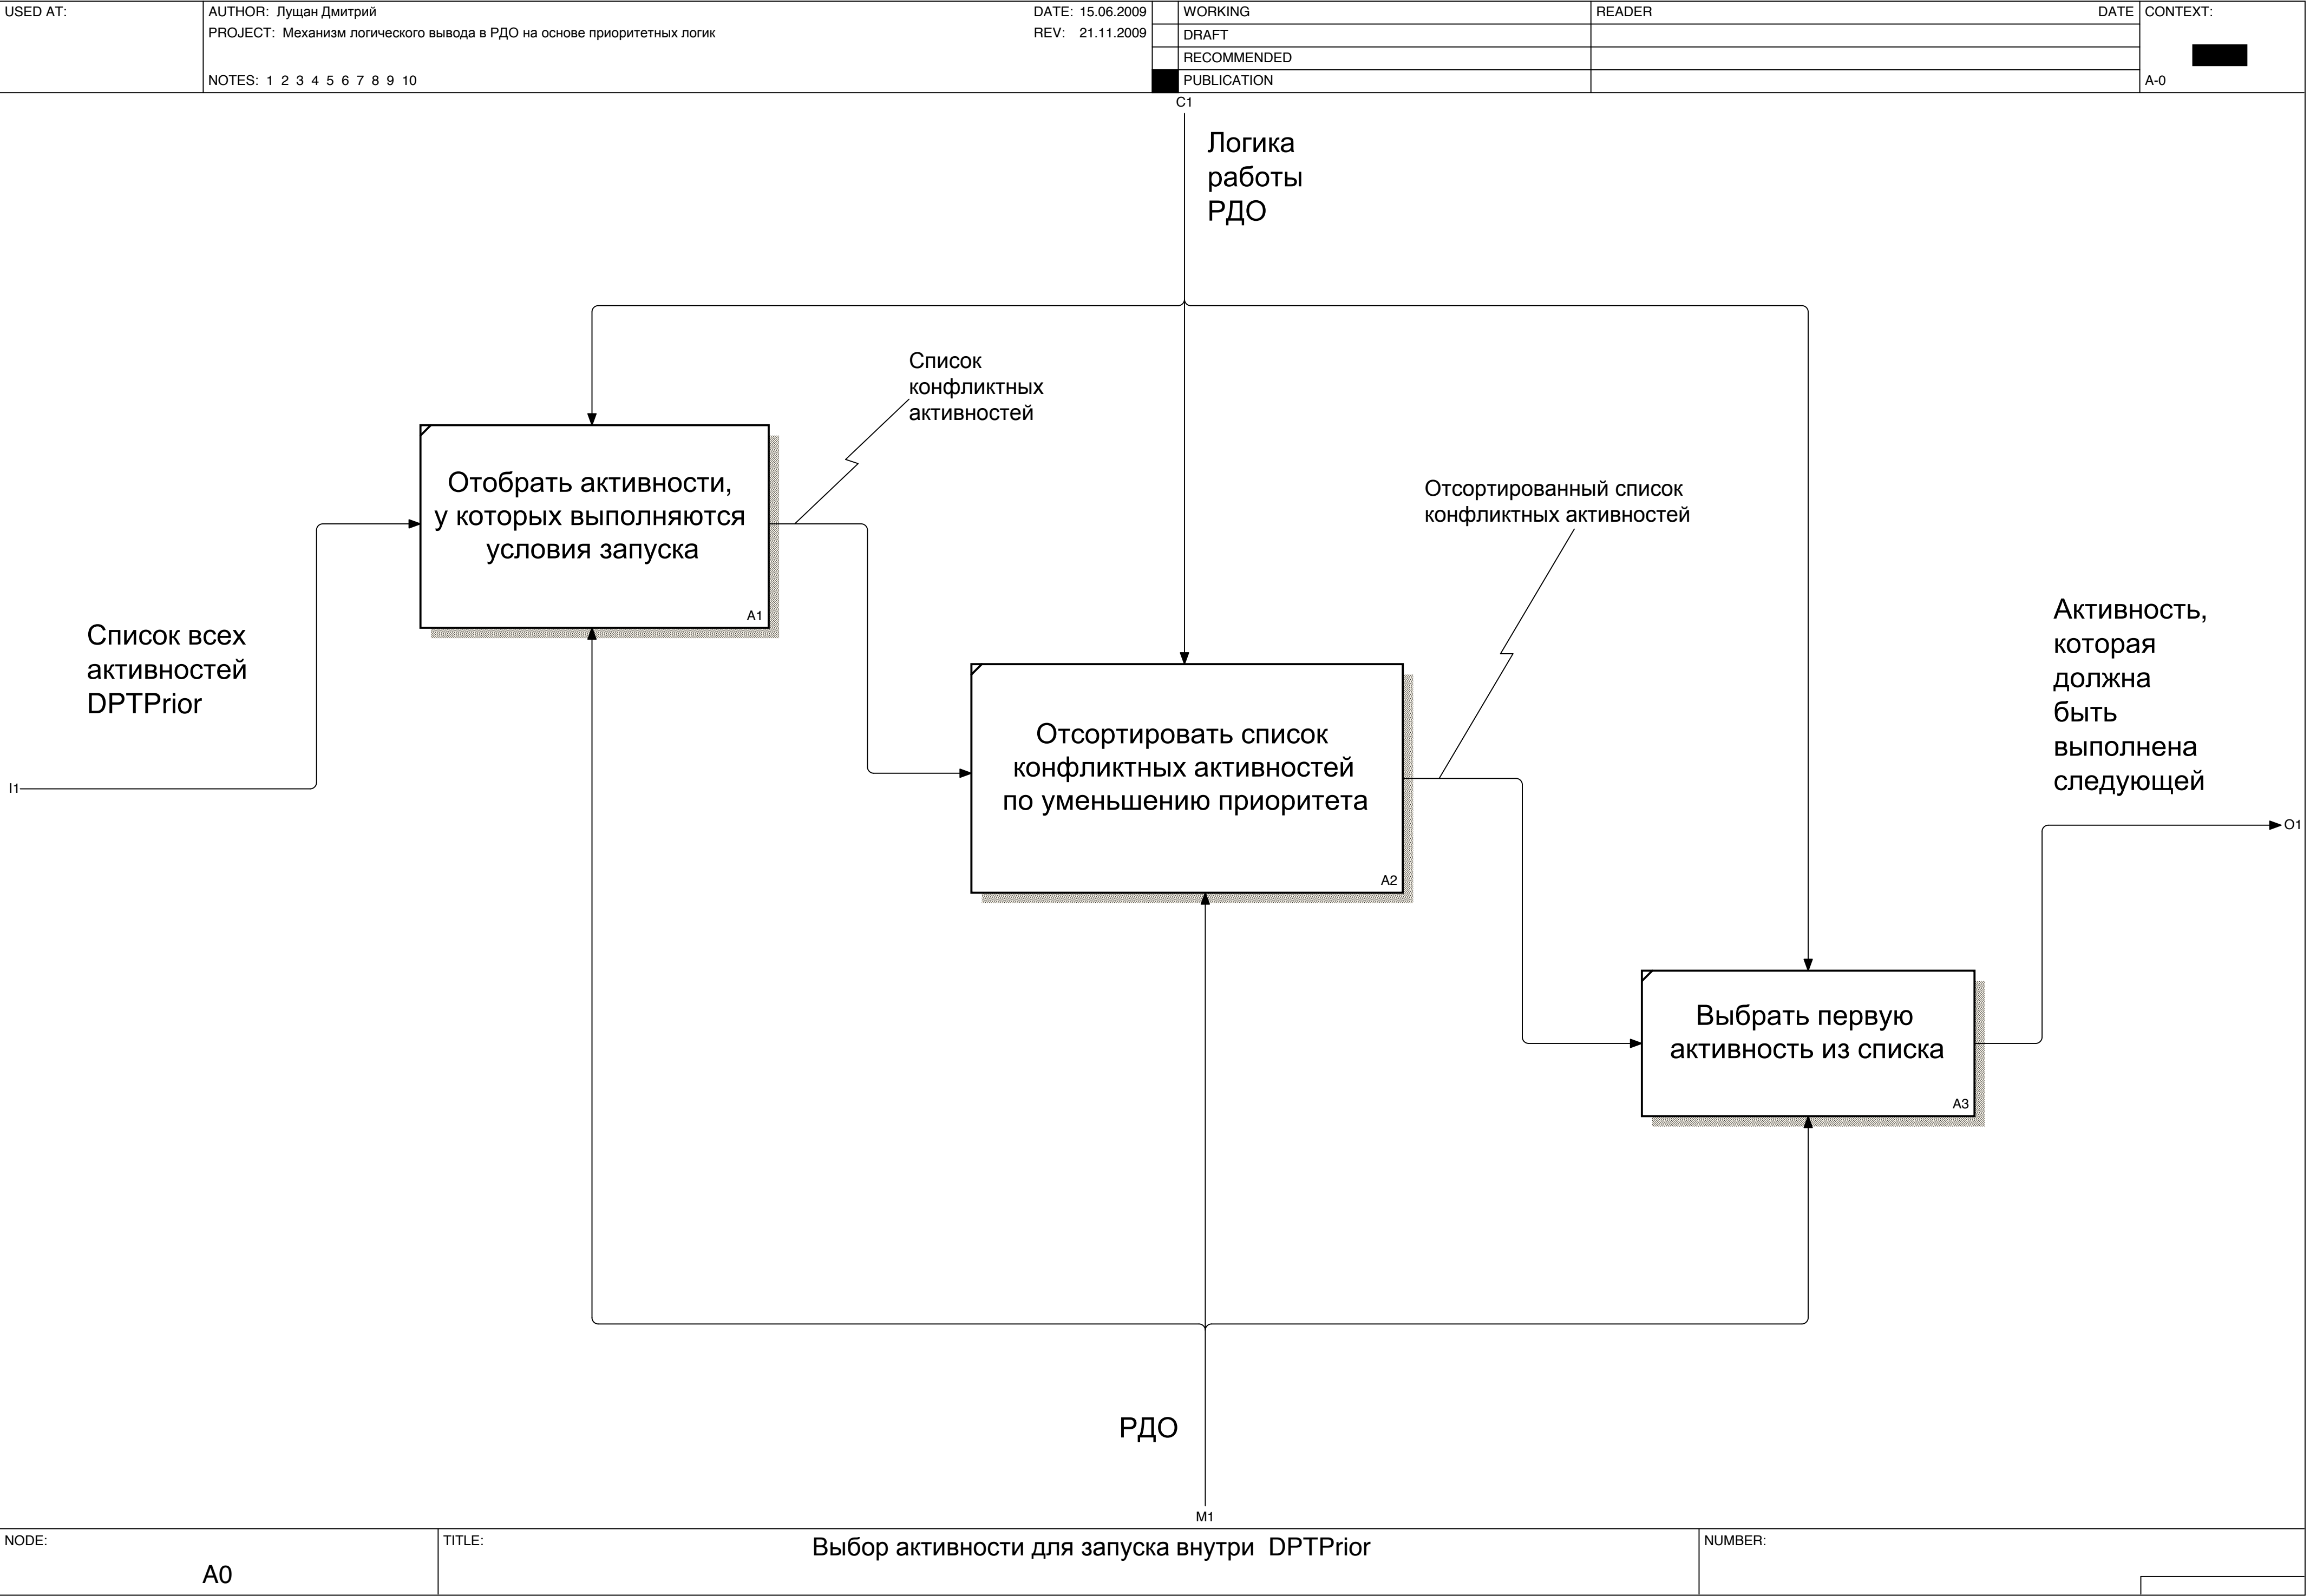 USED AT:
AUTHOR: Лущан Дмитрий
DATE: 15.06.2009
PROJECT: Механизм логического вывода в РДО на основе приоритетных логик
REV: 21.11.2009
NOTES: 1 2 3 4 5 6 7 8 9 10
WORKING
DRAFT
RECOMMENDED
PUBLICATION
READER
DATE
CONTEXT:
A-0
C1
Логика
работы
РДО
Список
конфликтных
активностей
Отобрать активности,
у которых выполняются
условия запуска
A1
Отсортированный список
конфликтных активностей
Список всех
активностей
DPTPrior
I1
Отсортировать список
конфликтных активностей
по уменьшению приоритета
A2
Активность,
которая
должна
быть
выполнена
следующей
O1
Выбрать первую
активность из списка
A3
РДО
M1
NODE:
A0
TITLE:
Выбор активности для запуска внутри DPTPrior
NUMBER: